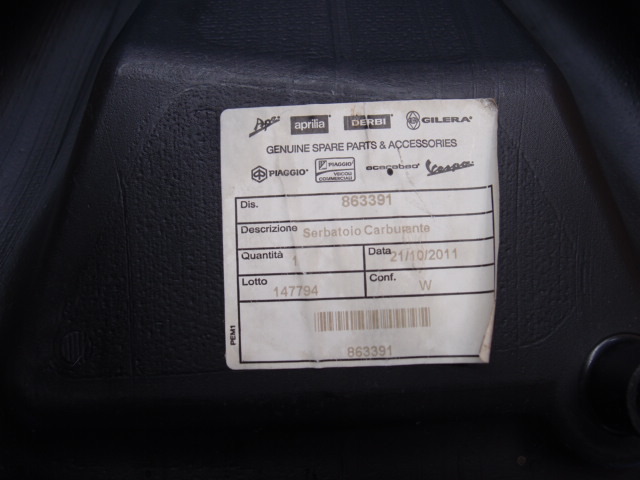 Ape aprilia DERBI GILERA
GENUINE SPARE PARTS & ACCESSORIES
PIAGGIO PIAGGIO VEICOLI COMMERCIALI scarabeo Vespa
Dis. 863391
Descrizione Serbatoio Carburante
Quantità 1 Data 21/10/2011
Lotto 147794 Conf. W
PEM1
863391